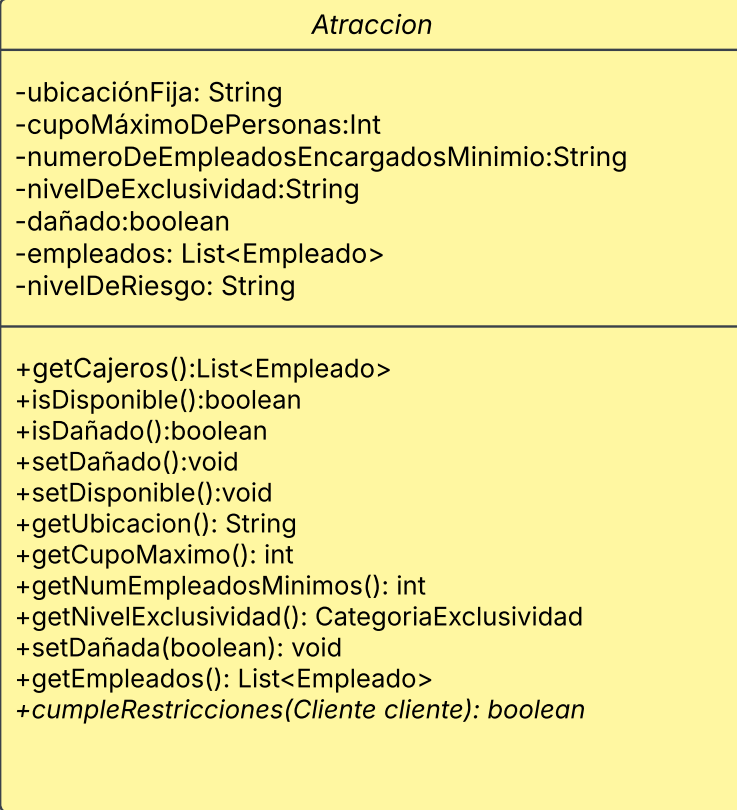 Atraccion
-ubicaciónFija: String
-cupoMáximoDePersonas:Int
-numeroDeEmpleadosEncargadosMinimio:String
-nivelDeExclusividad:String
-dañado:boolean
-empleados: List<Empleado>
-nivelDeRiesgo: String
+getCajeros():List<Empleado>
+isDisponible():boolean
+isDañado():boolean
+setDañado():void
+setDisponible():void
+getUbicacion(): String
+getCupoMaximo(): int
+getNumEmpleadosMinimos(): int
+getNivelExclusividad(): CategoriaExclusividad
+setDañada(boolean): void
+getEmpleados(): List<Empleado>
+cumpleRestricciones(Cliente cliente): boolean